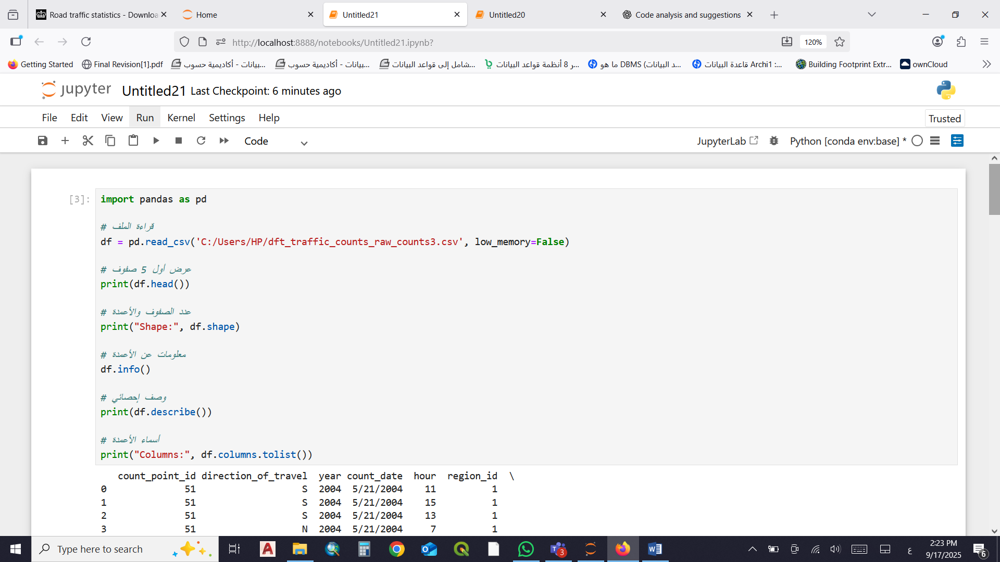 Road traffic statistics - Downloa
Home
Untitled21
Untitled20
Code analysis and suggestions
http://localhost:8888/notebooks/Untitled21.ipynb?
120%
Getting Started
Final Revision[1].pdf
بيانات - أكاديمية حسوب...
بيانات - أكاديمية حسوب...
شامل إلى قواعد البيانات...
ر 8 أنظمة قواعد البيانات...
ما هو DBMS (د البيانات...
قاعدة البيانات Archi1 :...
Building Footprint Extr...
ownCloud
jupyter
Untitled21
Last Checkpoint: 6 minutes ago
File
Edit
View
Run
Kernel
Settings
Help
Trusted
Code
JupyterLab
Python [conda env:base] *
[3]:
import pandas as pd
# قراءة الملف
df = pd.read_csv('C:/Users/HP/dft_traffic_counts_raw_counts3.csv', low_memory=False)
# عرض أول 5 صفوف
print(df.head())
# عدد الصفوف والأعمدة
print("Shape:", df.shape)
# معلومات عن الأعمدة
df.info()
# وصف إحصائي
print(df.describe())
# أسماء الأعمدة
print("Columns:", df.columns.tolist())
count_point_id direction_of_travel year count_date hour region_id \
0 51 S 2004 5/21/2004 11 1
1 51 S 2004 5/21/2004 15 1
2 51 S 2004 5/21/2004 13 1
3 51 N 2004 5/21/2004 7 1
Type here to search
3
ع
2:23 PM
9/17/2025
6